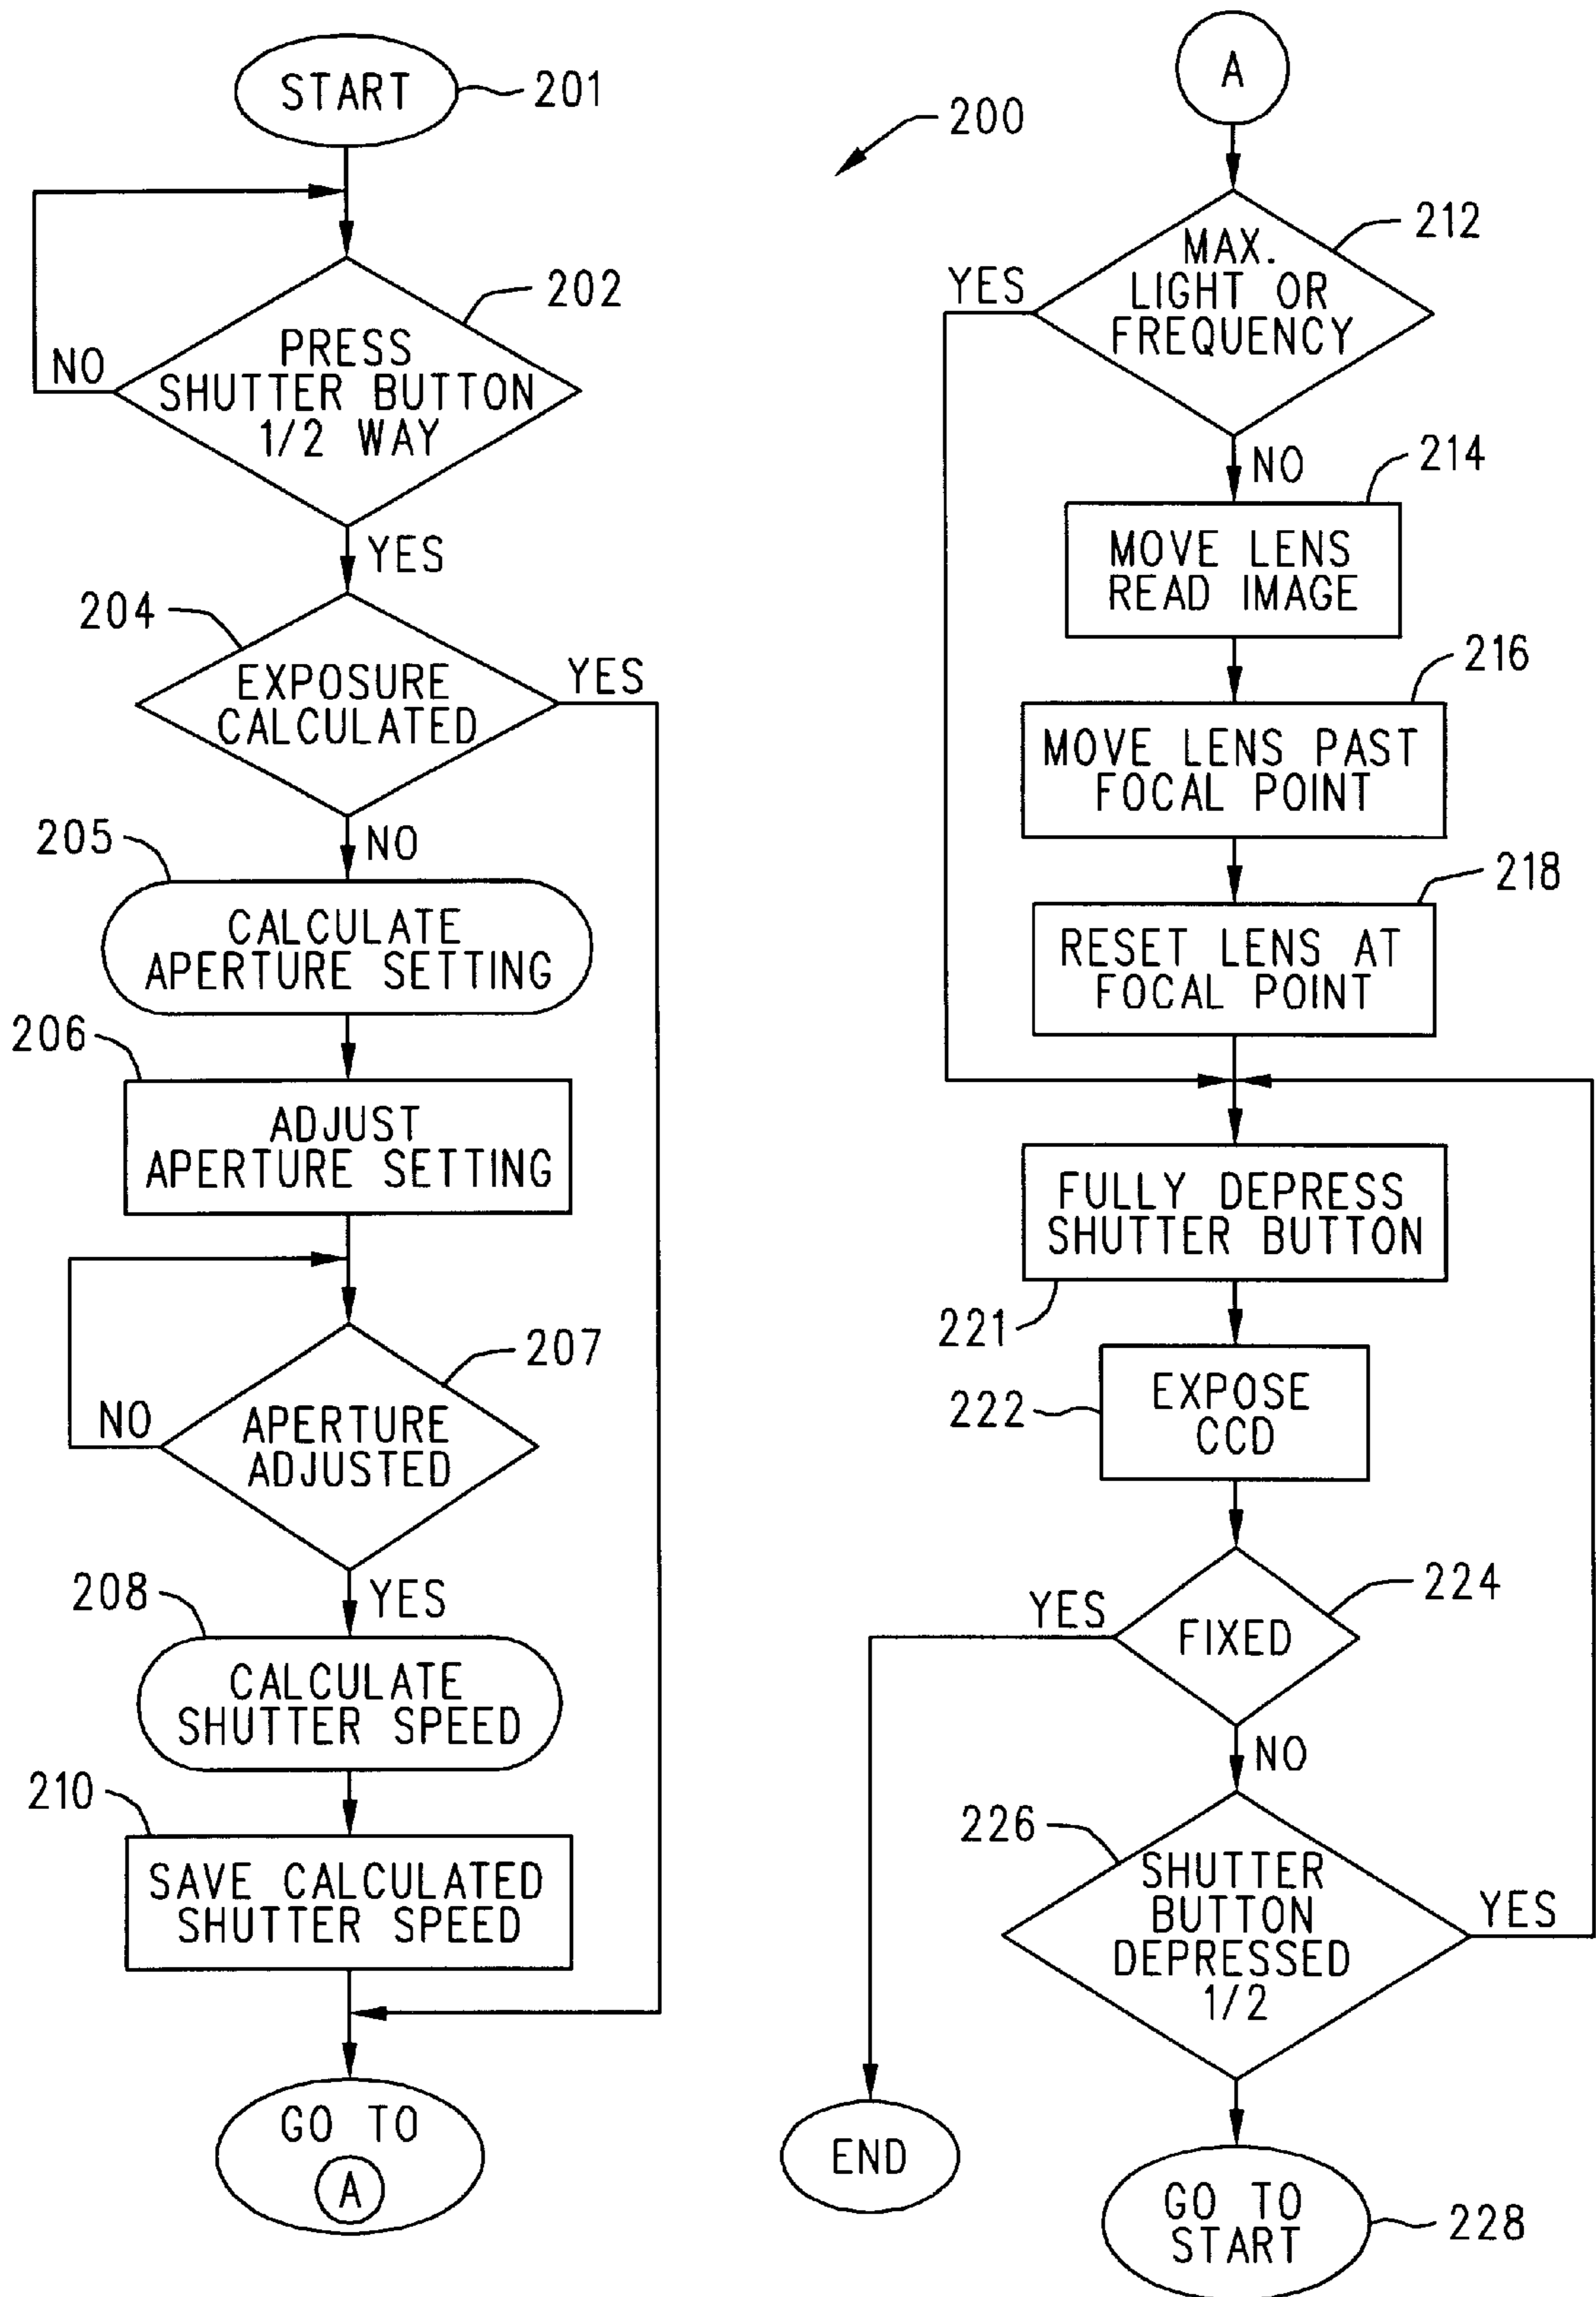 START
201
202
PRESS
SHUTTER BUTTON
1/2 WAY
NO
YES
204
EXPOSURE
CALCULATED
YES
NO
205
CALCULATE
APERTURE SETTING
206
ADJUST
APERTURE SETTING
207
NO
APERTURE
ADJUSTED
YES
208
CALCULATE
SHUTTER SPEED
210
SAVE CALCULATED
SHUTTER SPEED
GO TO
A
200
A
212
MAX.
LIGHT OR
FREQUENCY
YES
NO
214
MOVE LENS
READ IMAGE
216
MOVE LENS PAST
FOCAL POINT
218
RESET LENS AT
FOCAL POINT
FULLY DEPRESS
SHUTTER BUTTON
221
EXPOSE
CCD
222
224
YES
FIXED
NO
226
SHUTTER
BUTTON
DEPRESSED
1/2
YES
END
GO TO
START
228